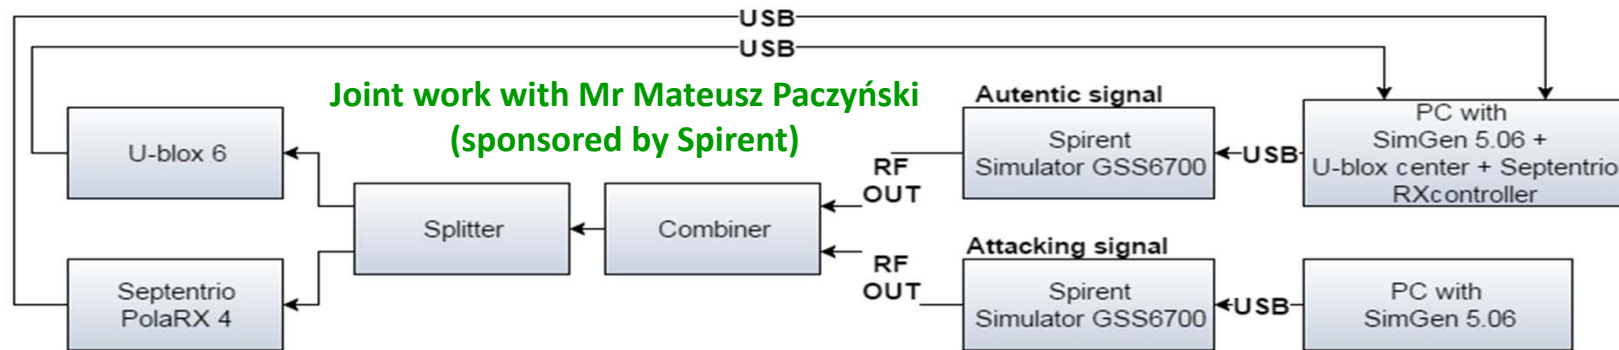 USB
USB
Joint work with Mr Mateusz Paczyński
(sponsored by Spirent)
U-blox 6
Septentrio
PolaRX 4
Splitter
Combiner
RF
OUT
RF
OUT
Autentic signal
Spirent
Simulator GSS6700
Attacking signal
Spirent
Simulator GSS6700
USB
USB
PC with
SimGen 5.06 +
U-blox center + Septentrio
RXcontroller
PC with
SimGen 5.06